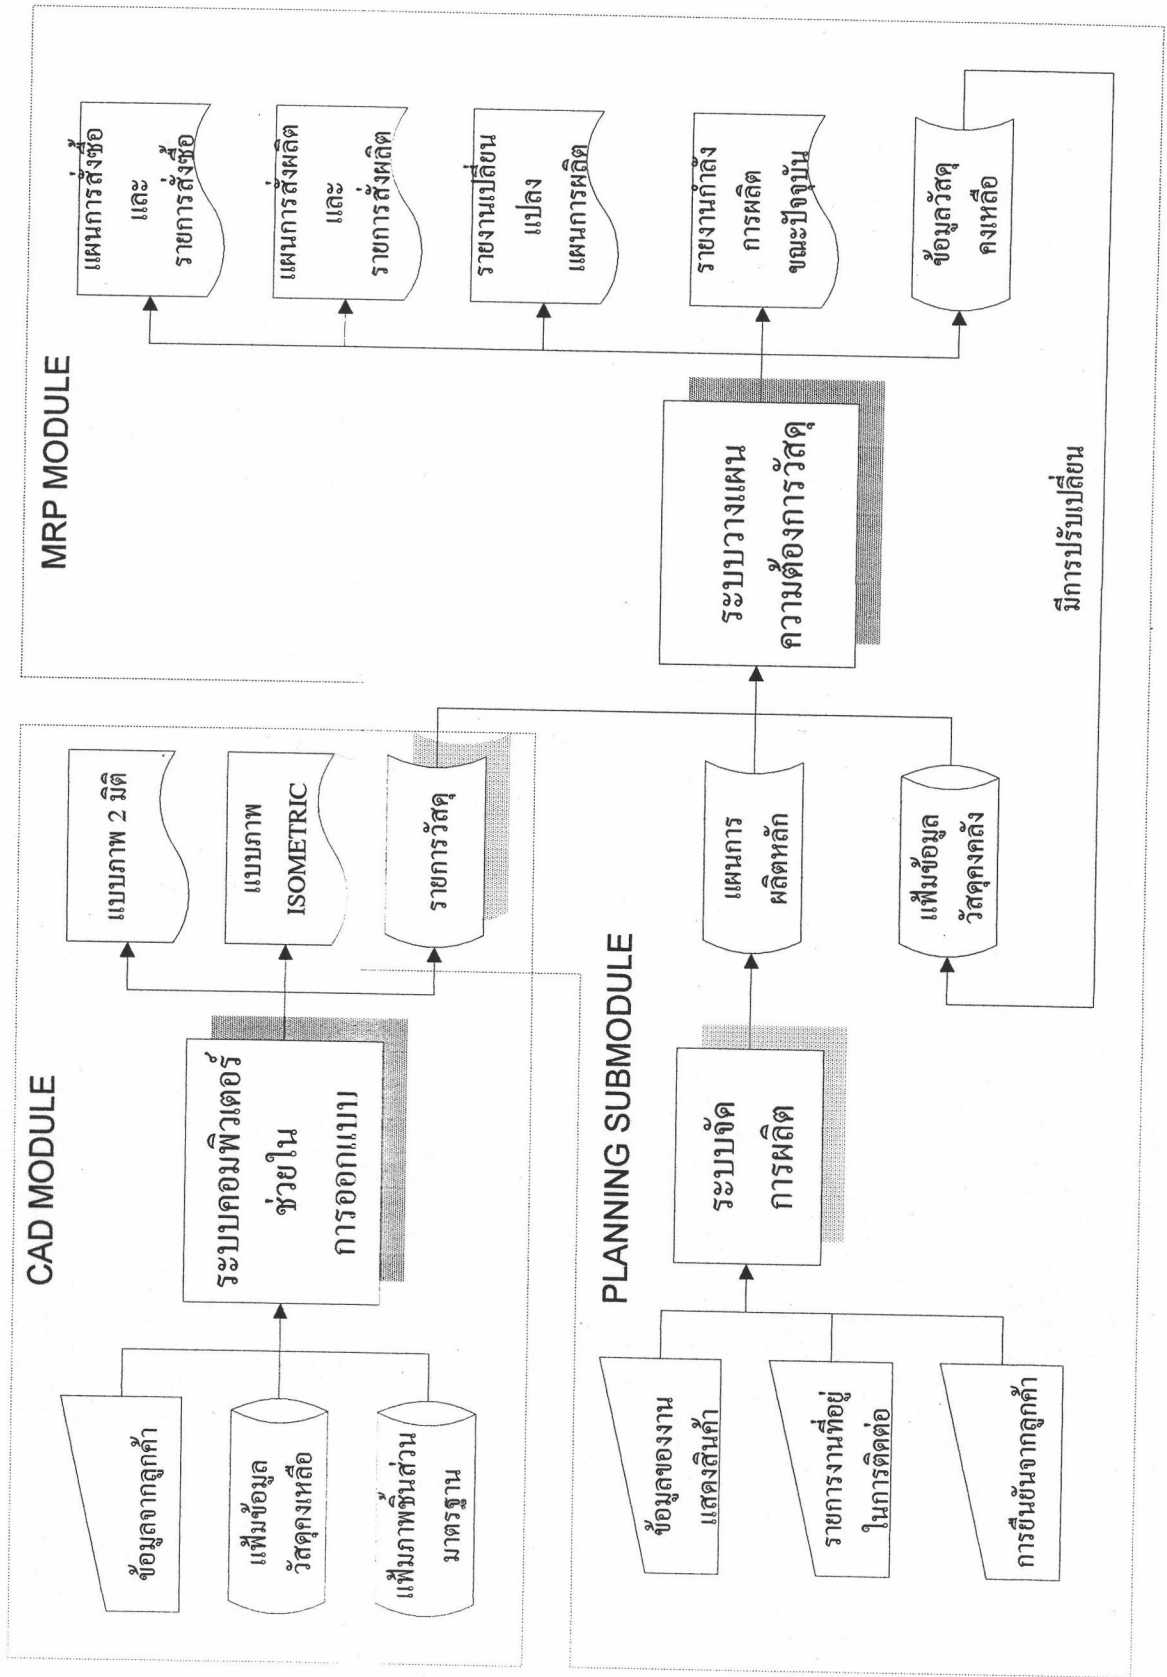 CAD MODULE
ข้อมูลจากลูกค้า
แฟ้มข้อมูล
วัสดุคงเหลือ
แฟ้มภาพชิ้นส่วน
มาตรฐาน
ระบบคอมพิวเตอร์
ช่วยใน
การออกแบบ
แบบภาพ 2 มิติ
แบบภาพ
ISOMETRIC
รายการวัสดุ
PLANNING SUBMODULE
ข้อมูลของงาน
แสดงสินค้า
รายการงานที่อยู่
ในการติดต่อ
การยืนยันจากลูกค้า
ระบบจัด
การผลิต
แผนการ
ผลิตหลัก
แฟ้มข้อมูล
วัสดุคงคลัง
MRP MODULE
ระบบวางแผน
ความต้องการวัสดุ
แผนการสั่งซื้อ
และ
รายการสั่งซื้อ
แผนการสั่งผลิต
และ
รายการสั่งผลิต
รายงานเปลี่ยน
แปลง
แผนการผลิต
รายงานกำลัง
การผลิต
ขณะปัจจุบัน
ข้อมูลวัสดุ
คงเหลือ
มีการปรับเปลี่ยน